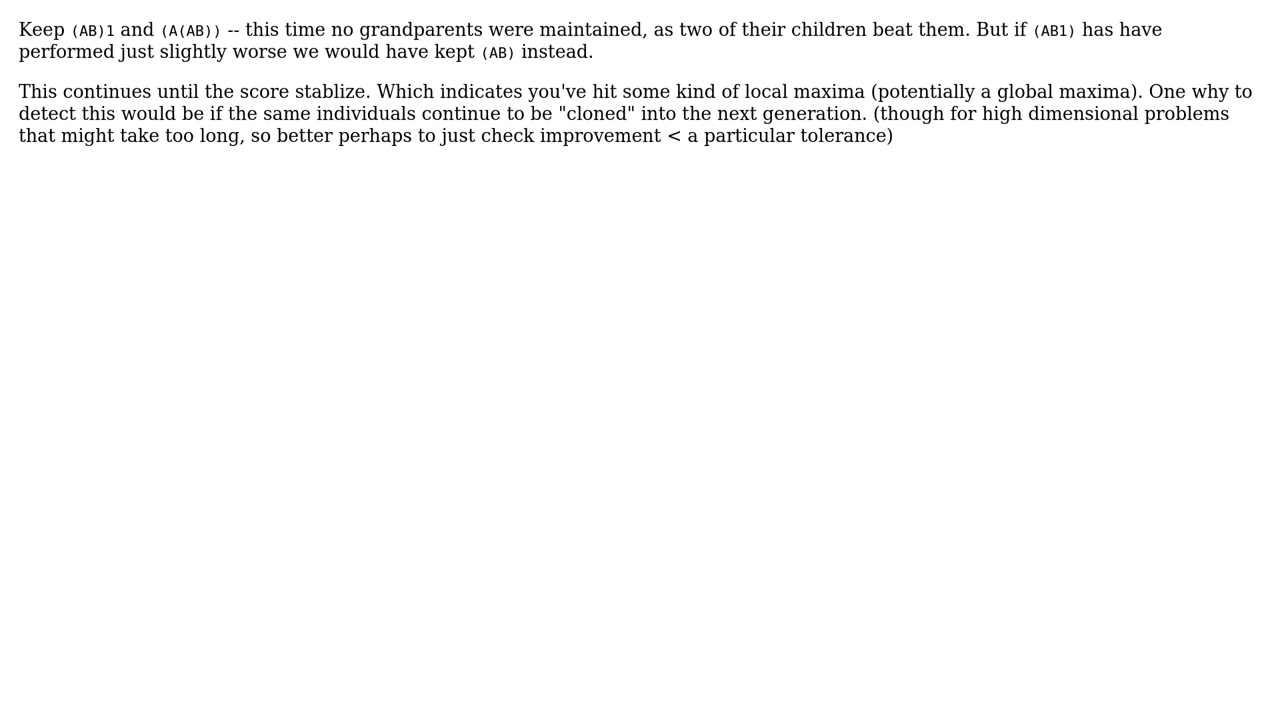 Keep (AB)1 and (A(AB)) -- this time no grandparents were maintained, as two of their children beat them. But if (AB1) has have
performed just slightly worse we would have kept (AB) instead.
This continues until the score stablize. Which indicates you've hit some kind of local maxima (potentially a global maxima). One why to
detect this would be if the same individuals continue to be "cloned" into the next generation. (though for high dimensional problems
that might take too long, so better perhaps to just check improvement < a particular tolerance)